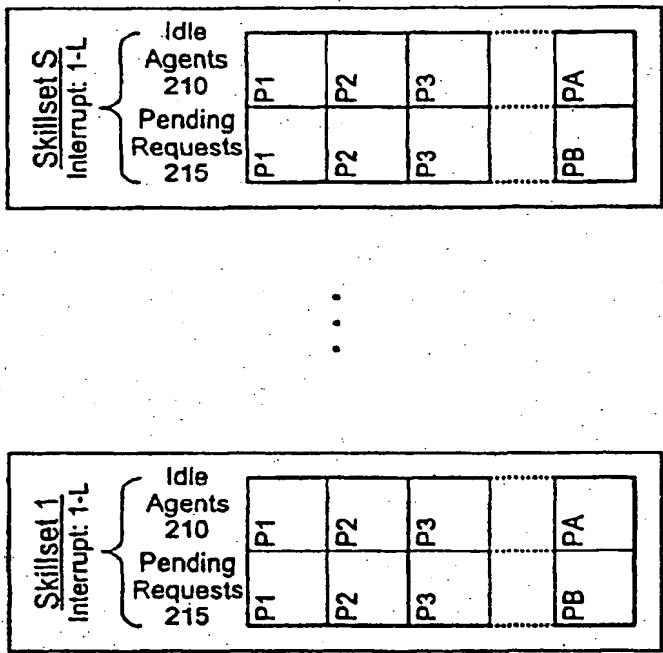 Skillset S
Interrupt: 1-L
Idle
Agents
210
P1
P2
P3
PA
Pending
Requests
215
P1
P2
P3
PB
Skillset 1
Interrupt: 1-L
Idle
Agents
210
P1
P2
P3
PA
Pending
Requests
215
P1
P2
P3
PB